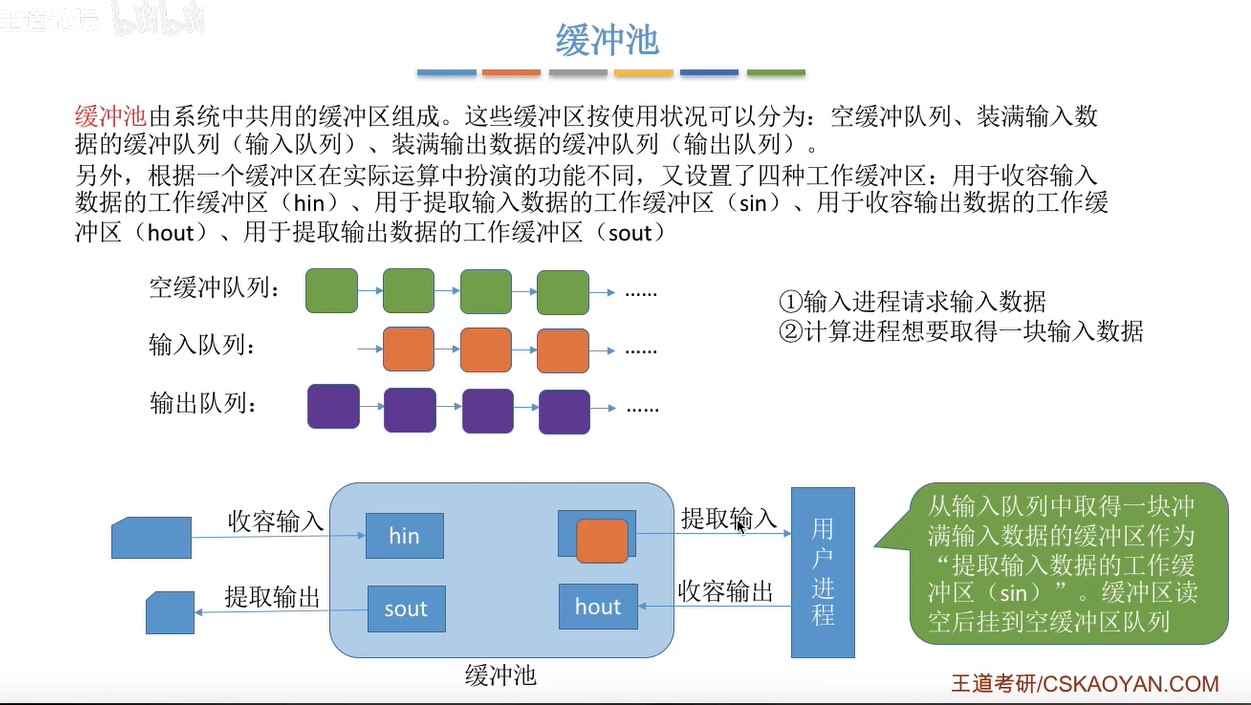 王道论坛 bilibili
缓冲池
缓冲池由系统中共用的缓冲区组成。这些缓冲区按使用状况可以分为：空缓冲队列、装满输入数
据的缓冲队列（输入队列）、装满输出数据的缓冲队列（输出队列）。
另外，根据一个缓冲区在实际运算中扮演的功能不同，又设置了四种工作缓冲区：用于收容输入
数据的工作缓冲区（hin）、用于提取输入数据的工作缓冲区（sin）、用于收容输出数据的工作缓
冲区（hout）、用于提取输出数据的工作缓冲区（sout）
空缓冲队列：
……
输入队列：
……
输出队列：
……
①输入进程请求输入数据
②计算进程想要取得一块输入数据
收容输入
hin
提取输入
提取输出
sout
hout
收容输出
用户进程
缓冲池
从输入队列中取得一块冲
满输入数据的缓冲区作为
“提取输入数据的工作缓
冲区（sin）”。缓冲区读
空后挂到空缓冲区队列
王道考研/CSKAOYAN.COM